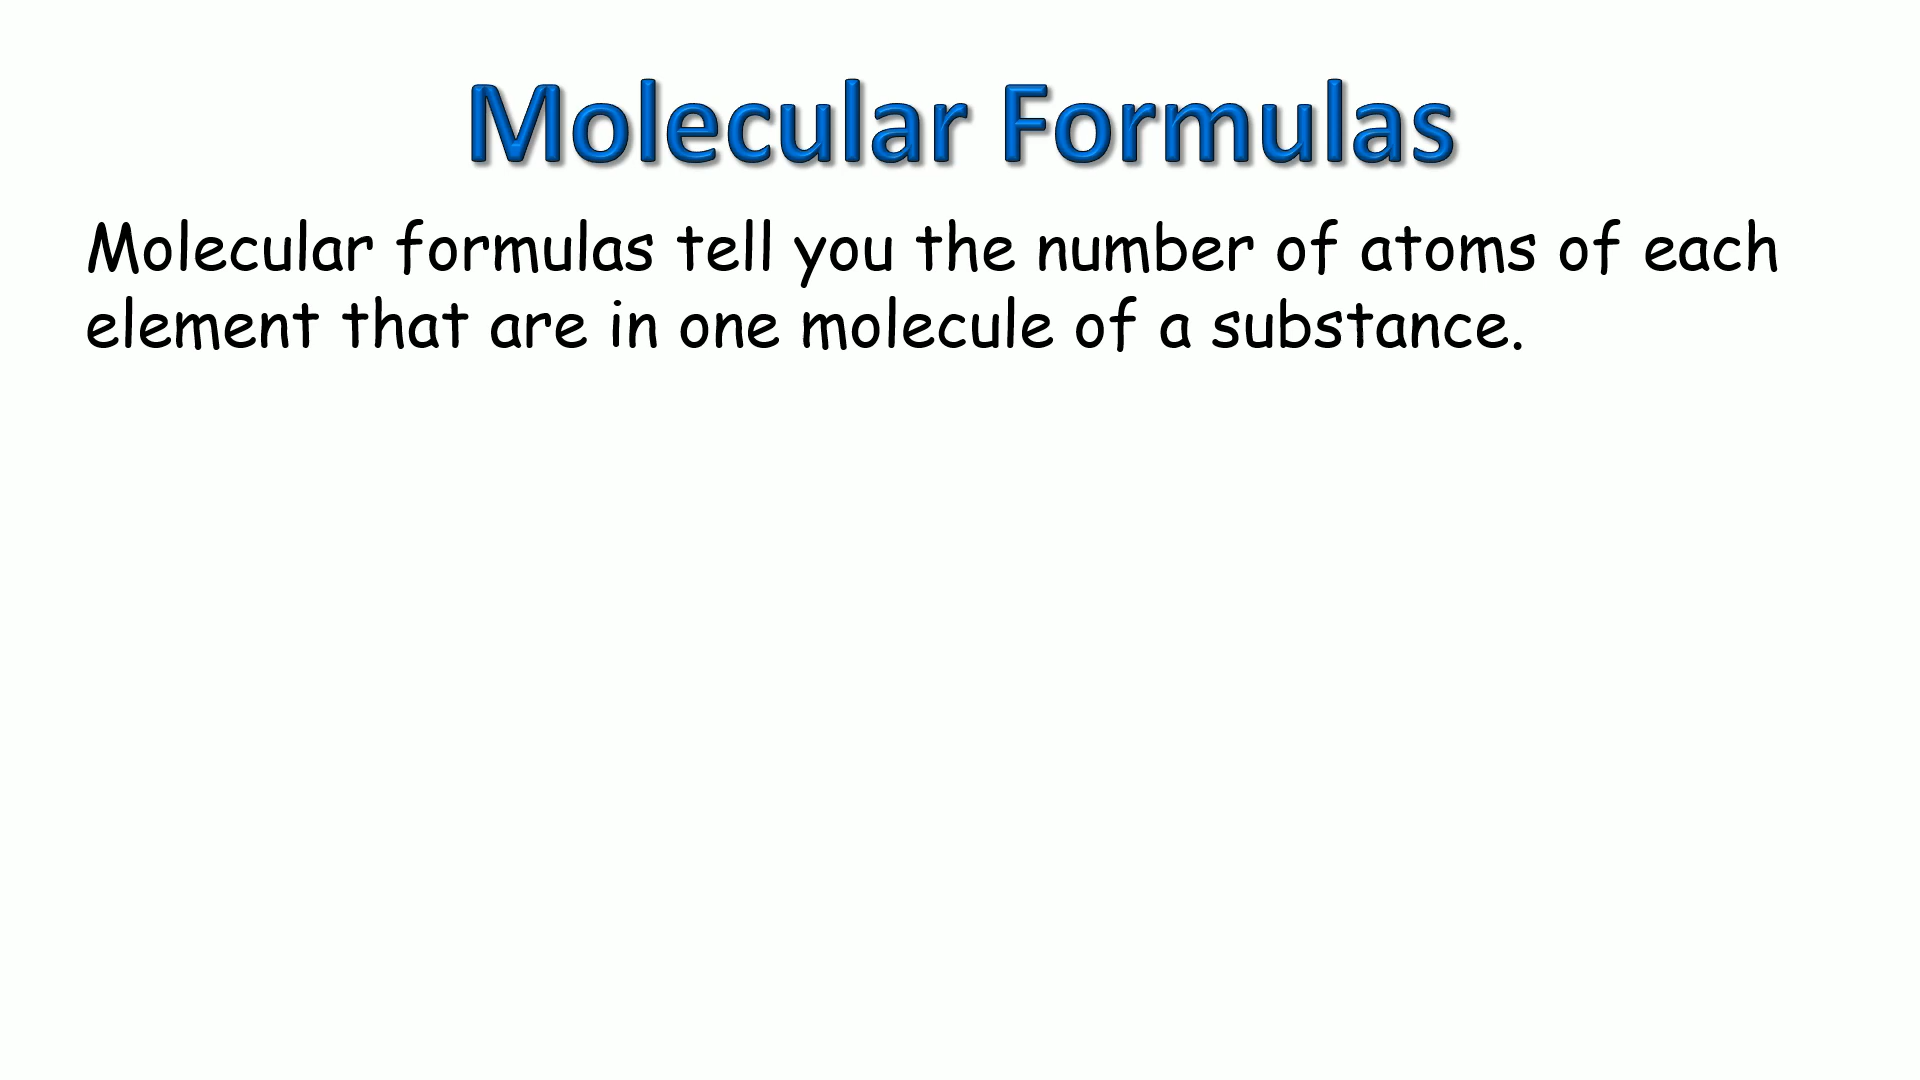 Molecular Formulas
Molecular formulas tell you the number of atoms of each
element that are in one molecule of a substance.